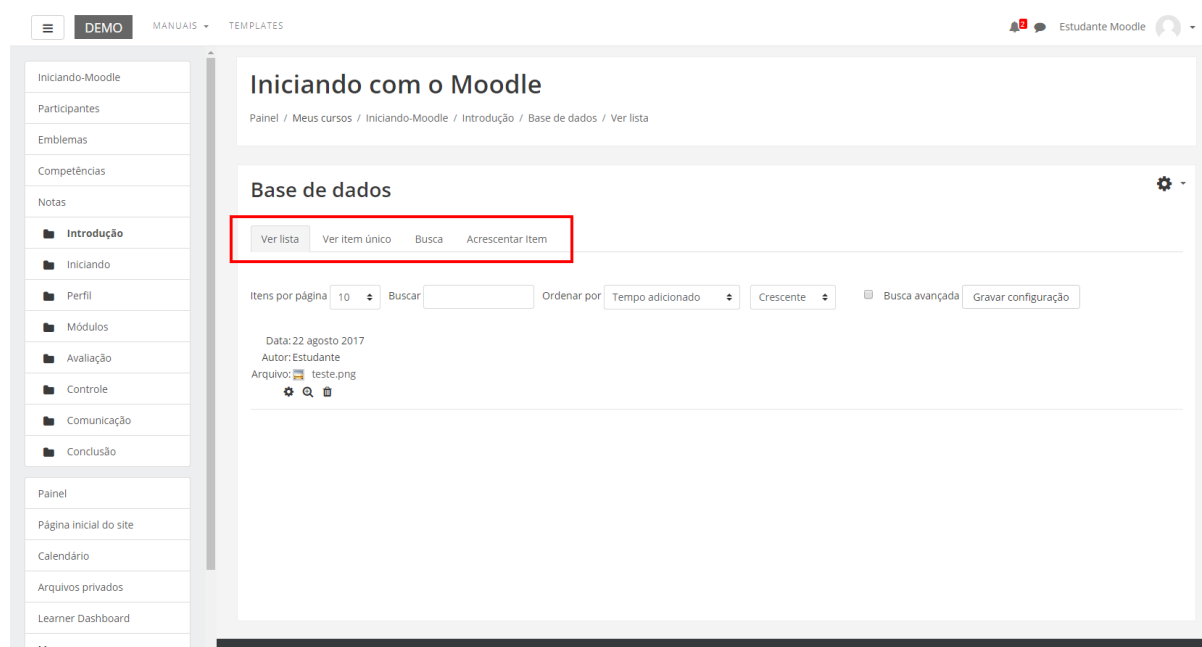 DEMO MANUAIS TEMPLATES 2 Estudante Moodle
Iniciando-Moodle
Participantes
Emblemas
Competências
Notas
Introdução
Iniciando
Perfil
Módulos
Avaliação
Controle
Comunicação
Conclusão
Painel
Página inicial do site
Calendário
Arquivos privados
Learner Dashboard
Iniciando com o Moodle
Painel / Meus cursos / Iniciando-Moodle / Introdução / Base de dados / Ver lista
Base de dados
Ver lista Ver item único Busca Acrescentar Item
Itens por página 10 Buscar Ordenar por Tempo adicionado Crescente Busca avançada Gravar configuração
Data: 22 agosto 2017
Autor: Estudante
Arquivo: teste.png